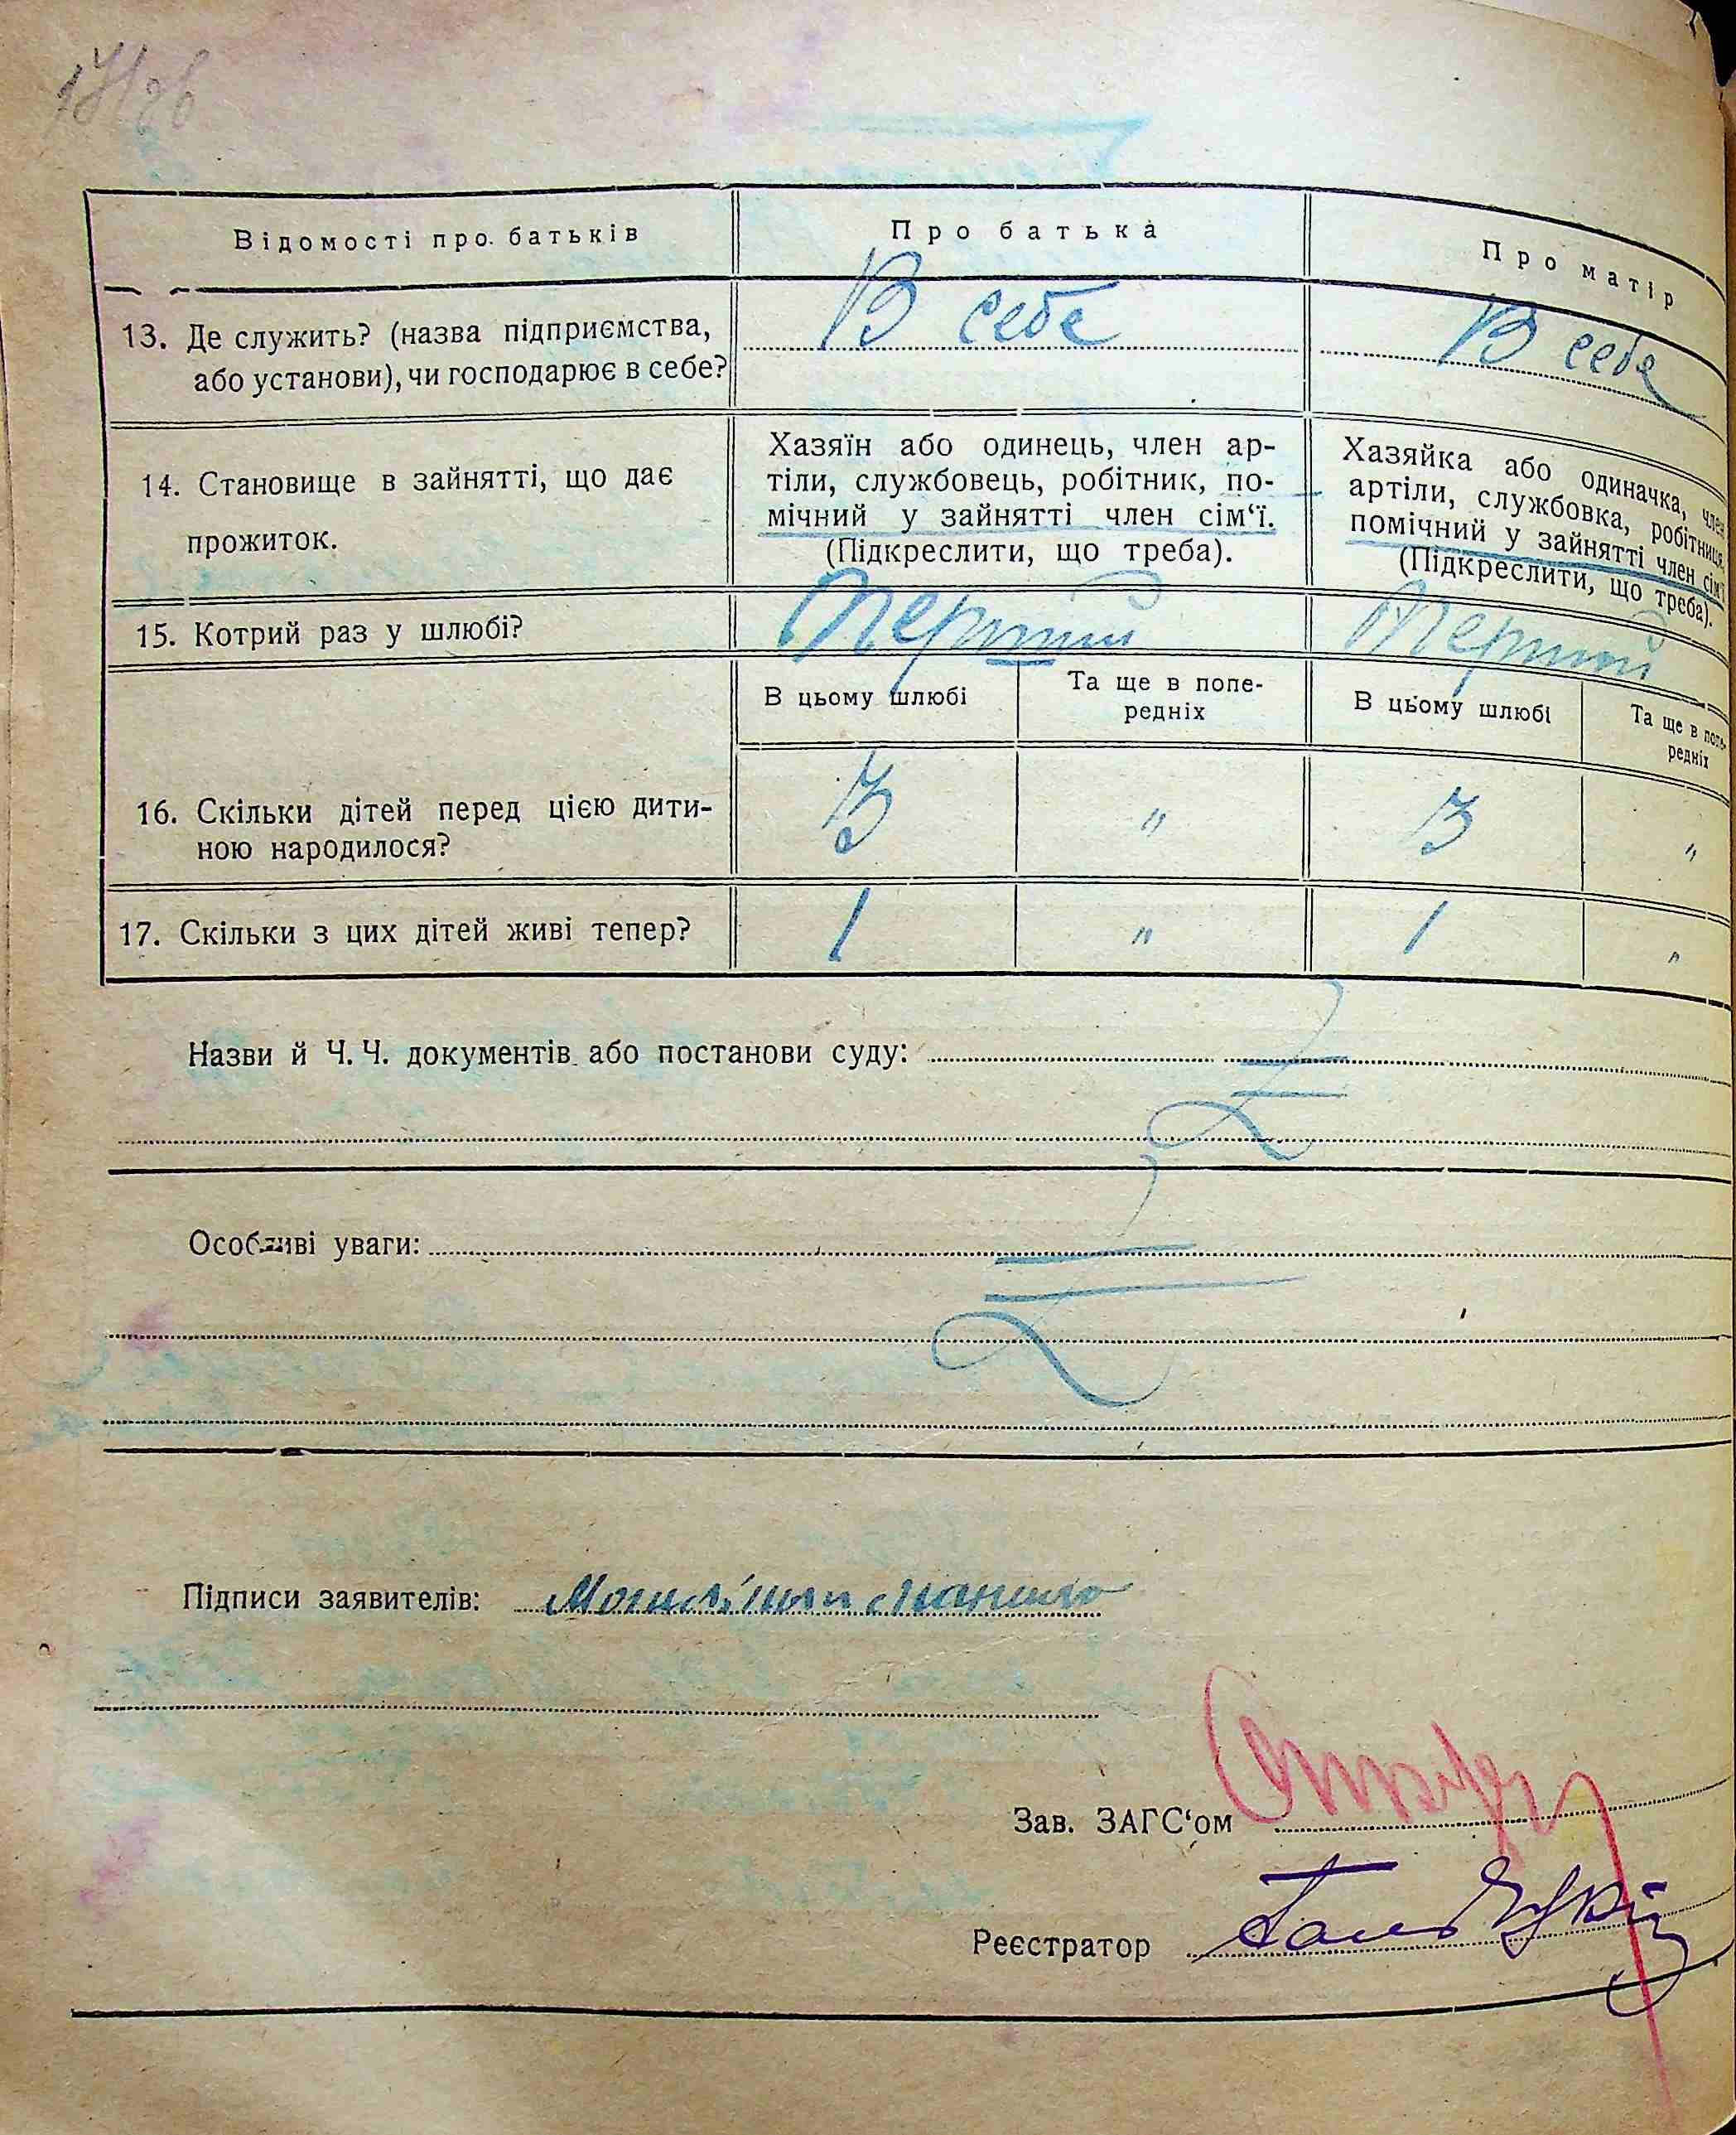 Відомості про батьків
Про батька
Про матір
13. Де служить? (назва підприємства, або установи), чи господарює в себе?
В себе
В себе
14. Становище в зайнятті, що дає прожиток.
Хазяїн або одинець, член ар-
тіли, службовець, робітник, по-
мічний у зайнятті член сім‘ї.
(Підкреслити, що треба).
Хазяйка або одиначка, член
артіли, службовка, робітниця,
помічний у зайнятті член сім‘ї
(Підкреслити, що треба).
15. Котрий раз у шлюбі?
Перший
Перший
В цьому шлюбі
Та ще в попе-
редніх
В цьому шлюбі
Та ще в попе-
редніх
16. Скільки дітей перед цією дити-
ною народилося?
3
"
3
"
17. Скільки з цих дітей живі тепер?
1
"
1
"
Назви й Ч. Ч. документів або постанови суду:
Особливі уваги:
Підписи заявителів:
Зав. ЗАГС‘ом
Реєстратор